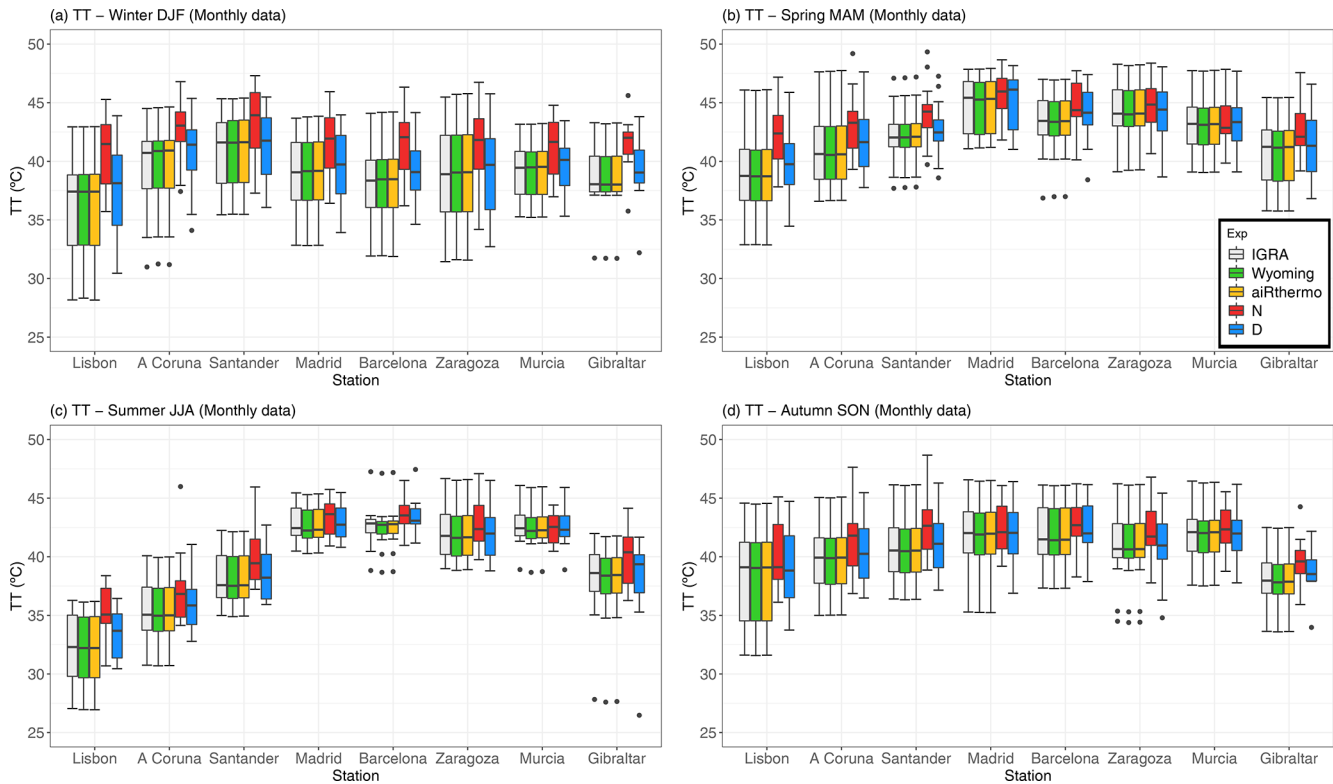 (a) TT − Winter DJF (Monthly data)
50
45
40
35
30
25
TT (ºC)
Lisbon A Coruna Santander Madrid Barcelona Zaragoza Murcia Gibraltar
Station
(b) TT − Spring MAM (Monthly data)
50
45
40
35
30
25
TT (ºC)
Exp
IGRA
Wyoming
aiRthermo
N
D
Lisbon A Coruna Santander Madrid Barcelona Zaragoza Murcia Gibraltar
Station
(c) TT − Summer JJA (Monthly data)
50
45
40
35
30
25
TT (ºC)
Lisbon A Coruna Santander Madrid Barcelona Zaragoza Murcia Gibraltar
Station
(d) TT − Autumn SON (Monthly data)
50
45
40
35
30
25
TT (ºC)
Lisbon A Coruna Santander Madrid Barcelona Zaragoza Murcia Gibraltar
Station